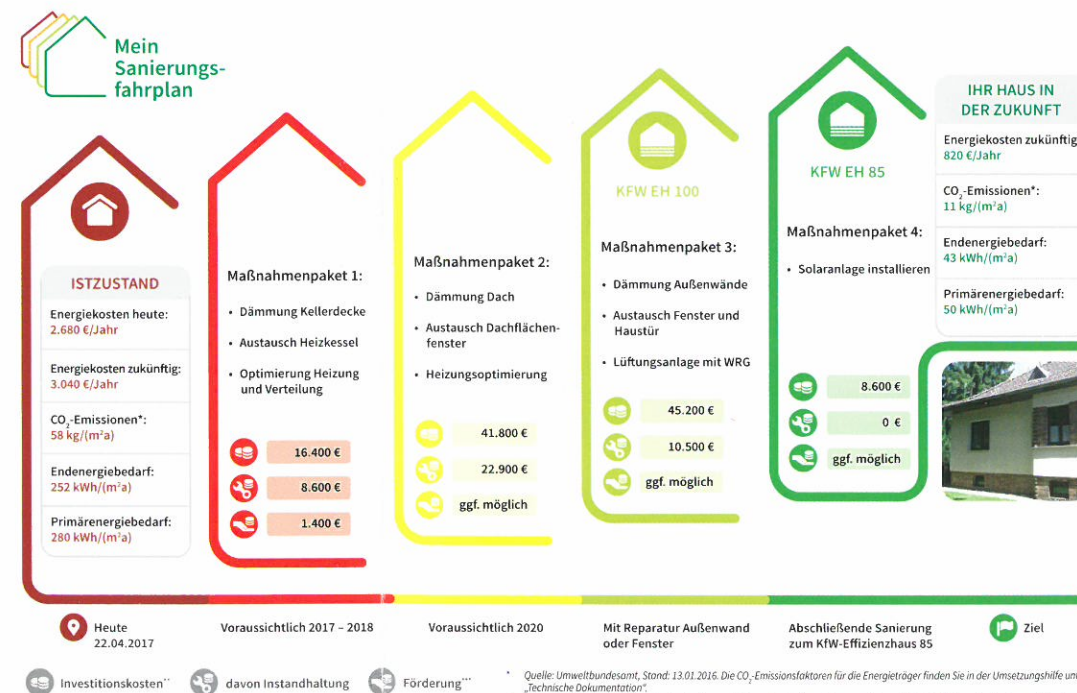 Mein
Sanierungs-
fahrplan
ISTZUSTAND
Energiekosten heute:
2.680 €/Jahr
Energiekosten zukünftig:
3.040 €/Jahr
CO₂-Emissionen*:
58 kg/(m²a)
Endenergiebedarf:
252 kWh/(m²a)
Primärenergiebedarf:
280 kWh/(m²a)
Maßnahmenpaket 1:
• Dämmung Kellerdecke
• Austausch Heizkessel
• Optimierung Heizung
und Verteilung
16.400 €
8.600 €
1.400 €
Maßnahmenpaket 2:
• Dämmung Dach
• Austausch Dachflächen-
fenster
• Heizungsoptimierung
41.800 €
22.900 €
ggf. möglich
KFW EH 100
Maßnahmenpaket 3:
• Dämmung Außenwände
• Austausch Fenster und
Haustür
• Lüftungsanlage mit WRG
45.200 €
10.500 €
ggf. möglich
KFW EH 85
Maßnahmenpaket 4:
• Solaranlage installieren
8.600 €
0 €
ggf. möglich
IHR HAUS IN
DER ZUKUNFT
Energiekosten zukünftig
820 €/Jahr
CO₂-Emissionen*:
11 kg/(m²a)
Endenergiebedarf:
43 kWh/(m²a)
Primärenergiebedarf:
50 kWh/(m²a)
Heute
22.04.2017
Voraussichtlich 2017 – 2018
Voraussichtlich 2020
Mit Reparatur Außenwand
oder Fenster
Abschließende Sanierung
zum KfW-Effizienzhaus 85
Ziel
Investitionskosten**
davon Instandhaltung
Förderung***
* Quelle: Umweltbundesamt, Stand: 13.01.2016. Die CO₂-Emissionsfaktoren für die Energieträger finden Sie in der Umsetzungshilfe un
„Technische Dokumentation".